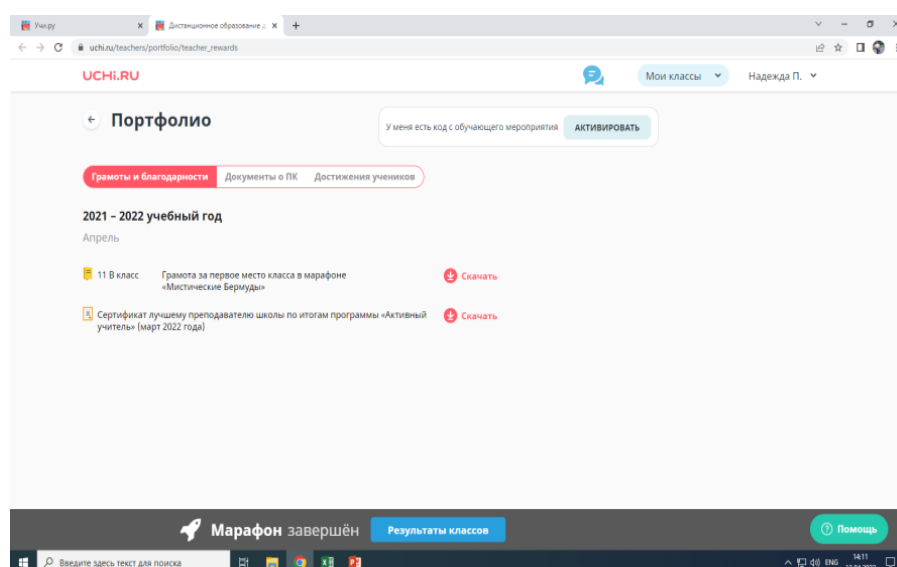 Учи.ру
Дистанционное образование д
uchi.ru/teachers/portfolio/teacher_rewards
UCHi.RU
Мои классы
Надежда П.
Портфолио
У меня есть код с обучающего мероприятия
АКТИВИРОВАТЬ
Грамоты и благодарности
Документы о ПК
Достижения учеников
2021 – 2022 учебный год
Апрель
11 В класс
Грамота за первое место класса в марафоне
«Мистические Бермуды»
Скачать
Сертификат лучшему преподавателю школы по итогам программы «Активный
учитель» (март 2022 года)
Скачать
Марафон завершён
Результаты классов
Помощь
Введите здесь текст для поиска
ENG
14:11